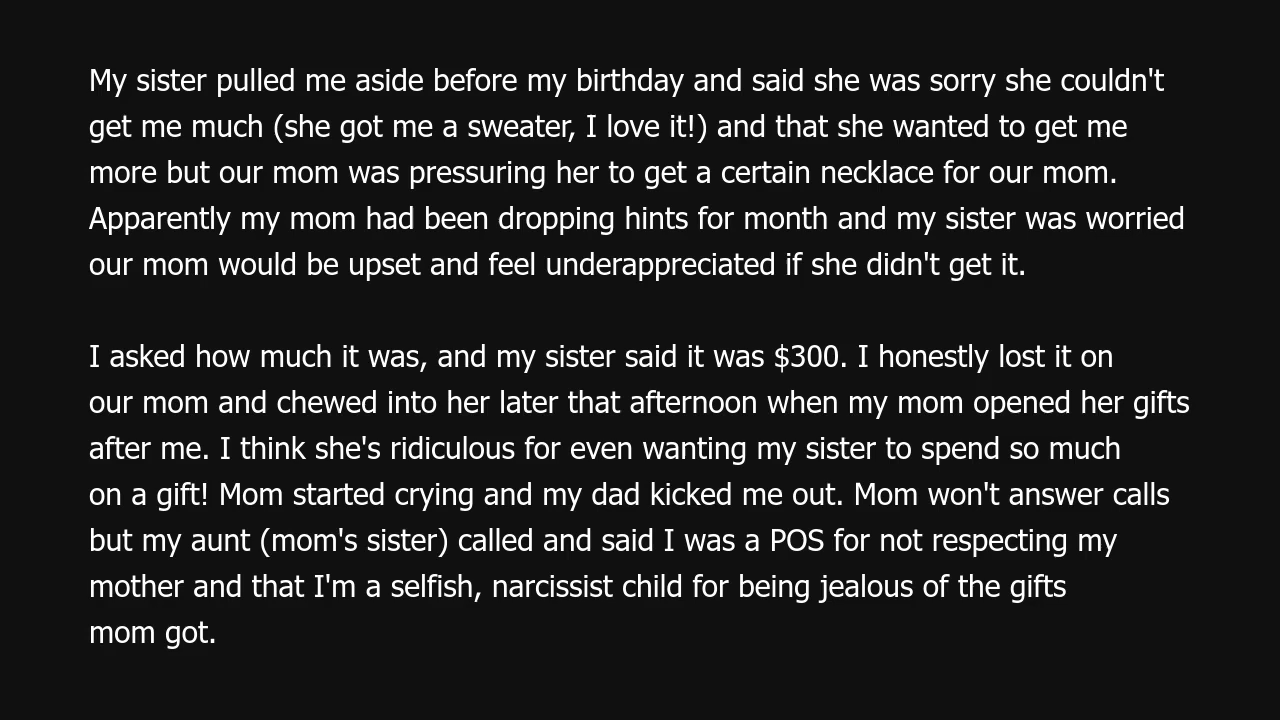 My sister pulled me aside before my birthday and said she was sorry she couldn't
get me much (she got me a sweater, I love it!) and that she wanted to get me
more but our mom was pressuring her to get a certain necklace for our mom.
Apparently my mom had been dropping hints for month and my sister was worried
our mom would be upset and feel underappreciated if she didn't get it.
I asked how much it was, and my sister said it was $300. I honestly lost it on
our mom and chewed into her later that afternoon when my mom opened her gifts
after me. I think she's ridiculous for even wanting my sister to spend so much
on a gift! Mom started crying and my dad kicked me out. Mom won't answer calls
but my aunt (mom's sister) called and said I was a POS for not respecting my
mother and that I'm a selfish, narcissist child for being jealous of the gifts
mom got.